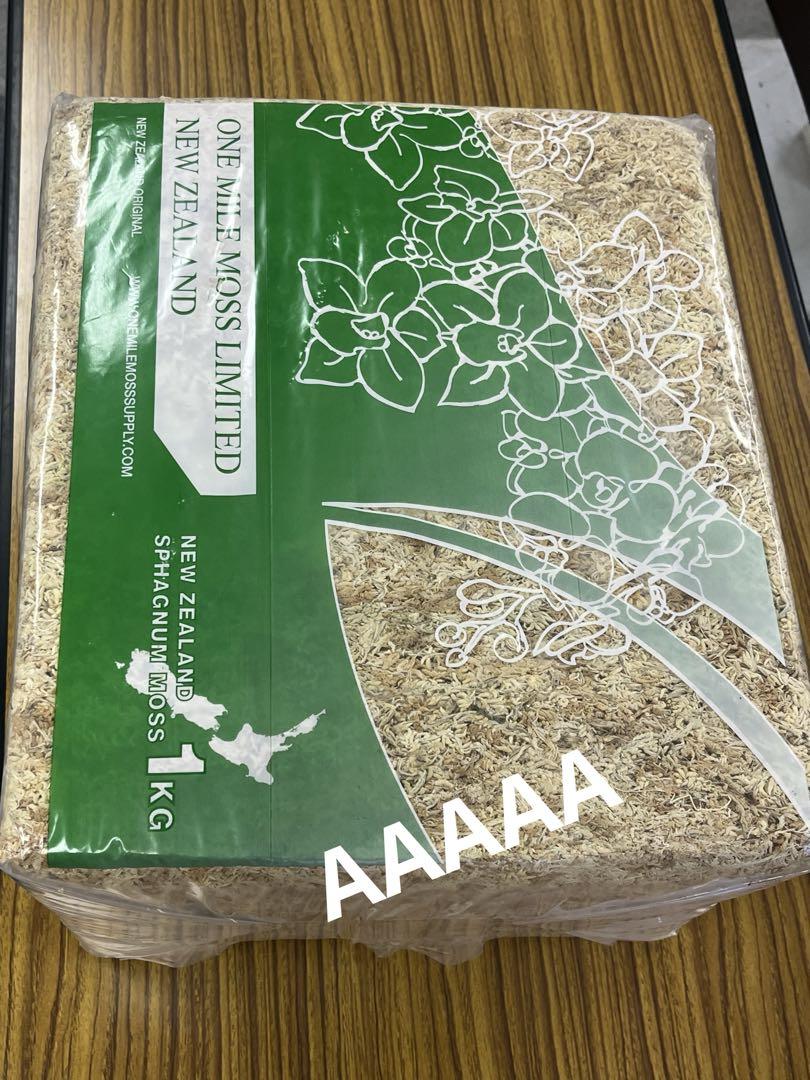 ONE MILE MOSS LIMITED
NEW ZEALAND
NEW ZEALAND ORIGINAL
WWW.ONEMILEMOSSSUPPLY.COM
NEW ZEALAND
SPHAGNUM MOSS
1KG
AAAAA